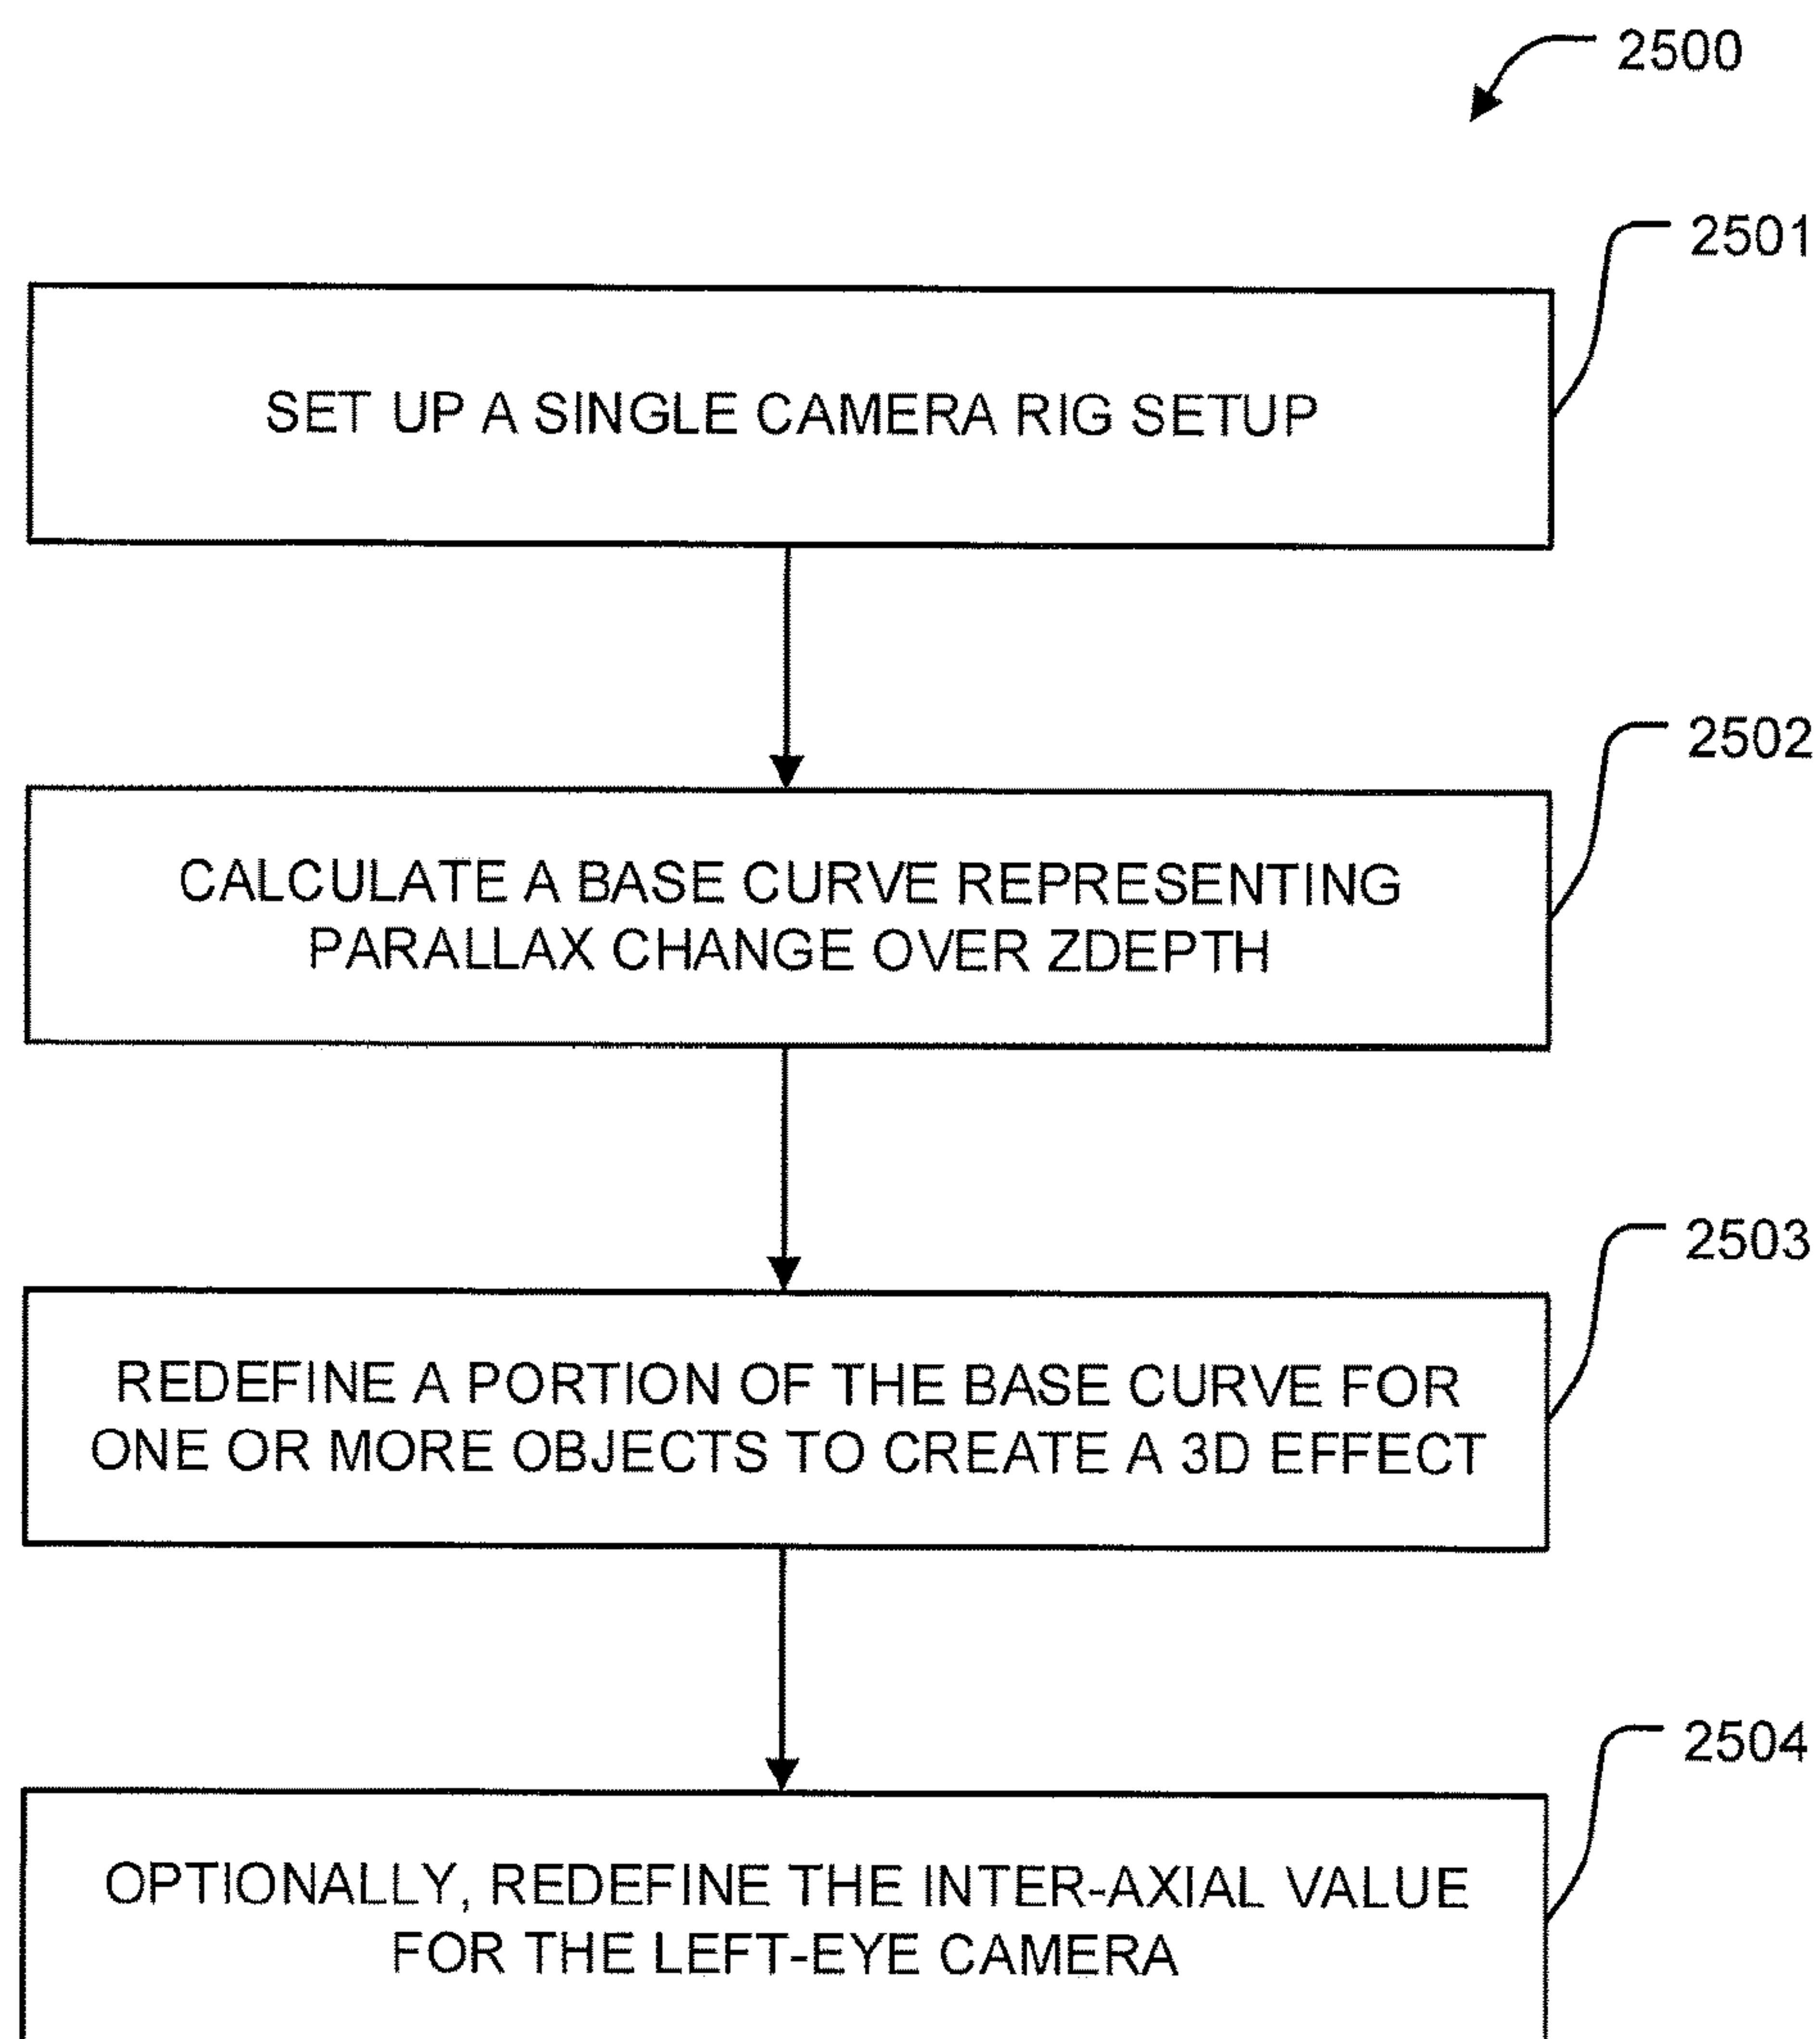 2500
2501
SET UP A SINGLE CAMERA RIG SETUP
2502
CALCULATE A BASE CURVE REPRESENTING
PARALLAX CHANGE OVER ZDEPTH
2503
REDEFINE A PORTION OF THE BASE CURVE FOR
ONE OR MORE OBJECTS TO CREATE A 3D EFFECT
2504
OPTIONALLY, REDEFINE THE INTER-AXIAL VALUE
FOR THE LEFT-EYE CAMERA